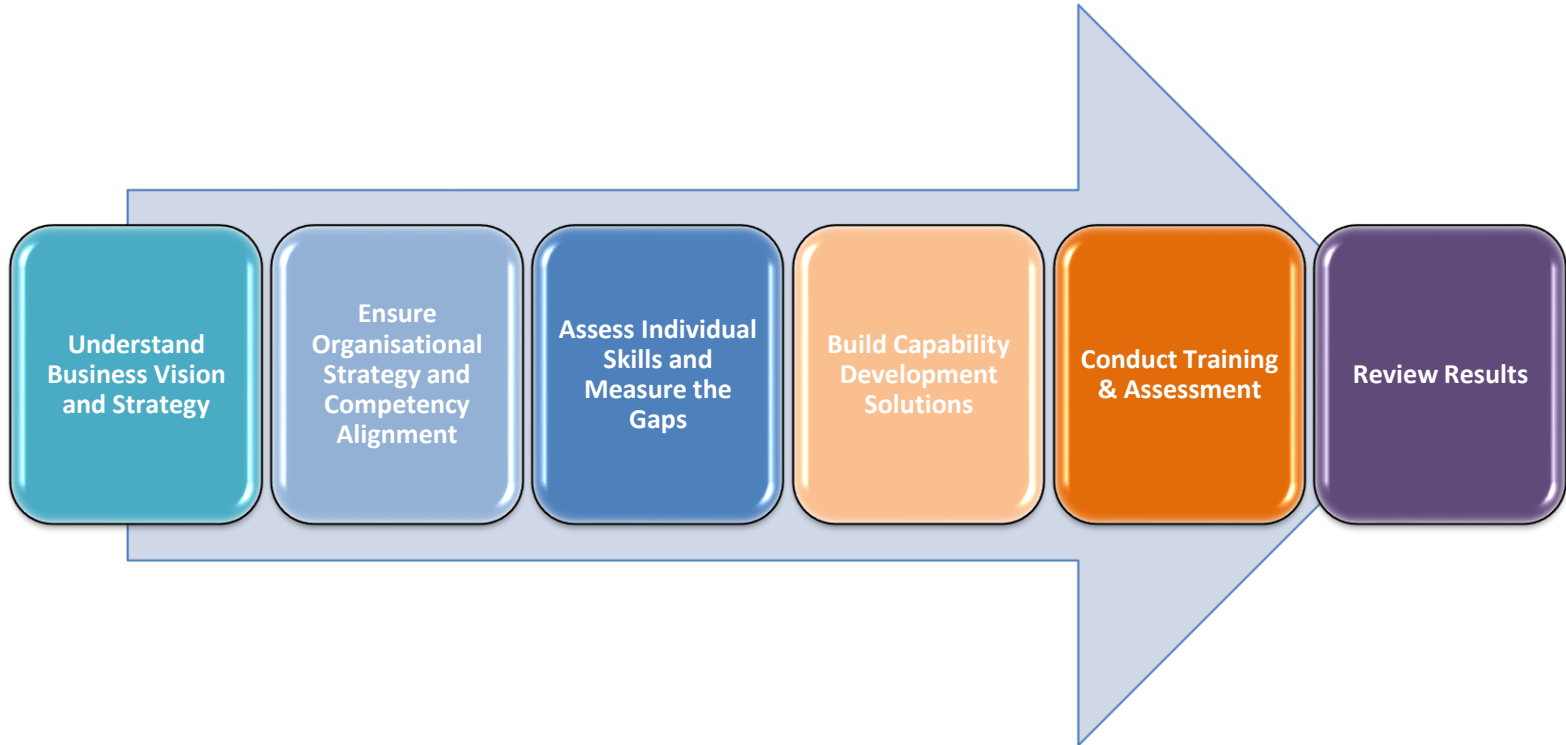 Understand
Business Vision
and Strategy
Ensure
Organisational
Strategy and
Competency
Alignment
Assess Individual
Skills and
Measure the
Gaps
Build Capability
Development
Solutions
Conduct Training
& Assessment
Review Results